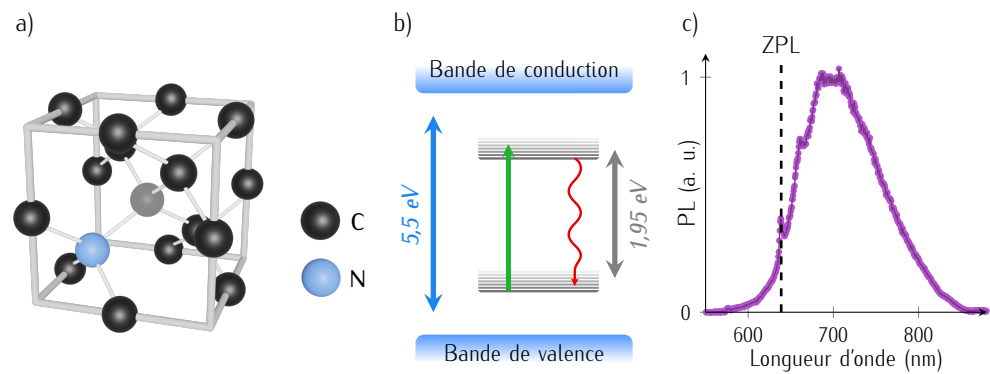 a)
C
N
b)
Bande de conduction
5,5 eV
1,95 eV
Bande de valence
c)
ZPL
PL (a. u.)
1
0
600
700
800
Longueur d'onde (nm)